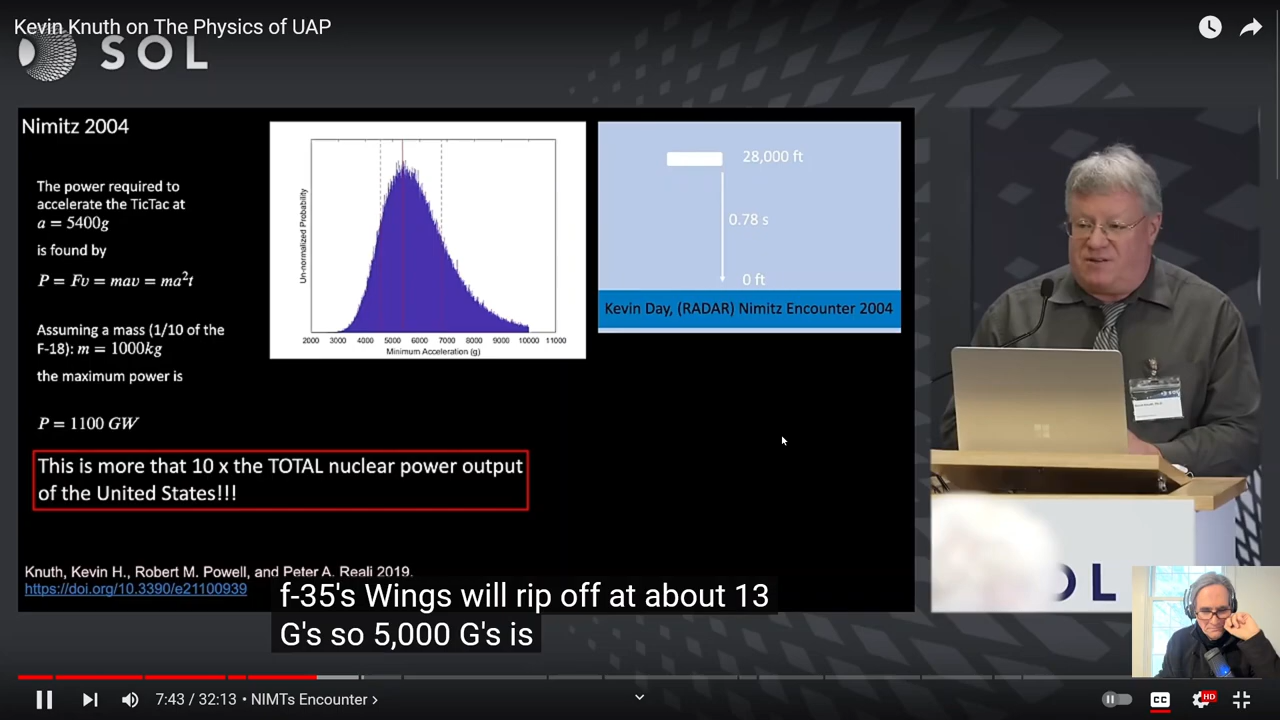 Kevin Knuth on The Physics of UAP
SOL
Nimitz 2004
The power required to
accelerate the TicTac at
a = 5400g
is found by
P = Fv = mav = ma²t
Assuming a mass (1/10 of the
F-18): m = 1000kg
the maximum power is
P = 1100 GW
This is more that 10 x the TOTAL nuclear power output
of the United States!!!
Un-normalized Probability
2000 3000 4000 5000 6000 7000 8000 9000 10000 11000
Minimum Acceleration (g)
28,000 ft
0.78 s
0 ft
Kevin Day, (RADAR) Nimitz Encounter 2004
Knuth, Kevin H., Robert M. Powell, and Peter A. Reali 2019.
https://doi.org/10.3390/e21100939
f-35's Wings will rip off at about 13
G's so 5,000 G's is
OL
7:43 / 32:13 • NIMTs Encounter >
CC
HD